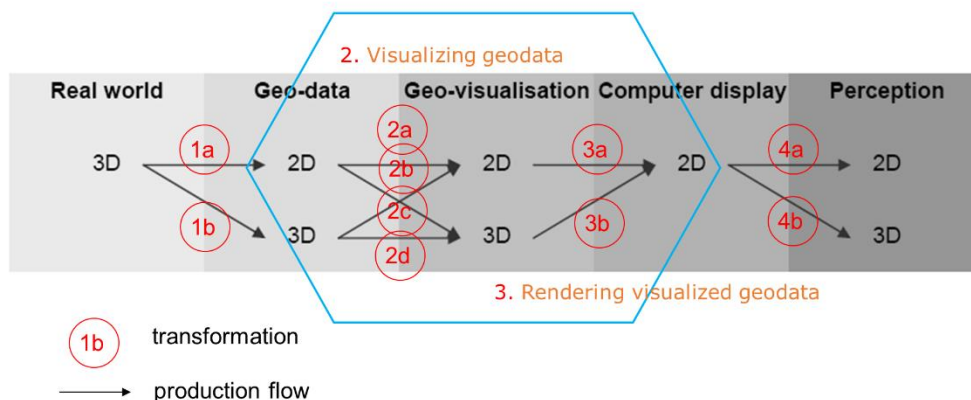 2. Visualizing geodata
Real world Geo-data Geo-visualisation Computer display Perception
2a
3D 1a 2D 2b 2D 3a 2D 4a 2D
1b 3D 2c 3D 3b 4b 3D
2d
3. Rendering visualized geodata
1b transformation
production flow